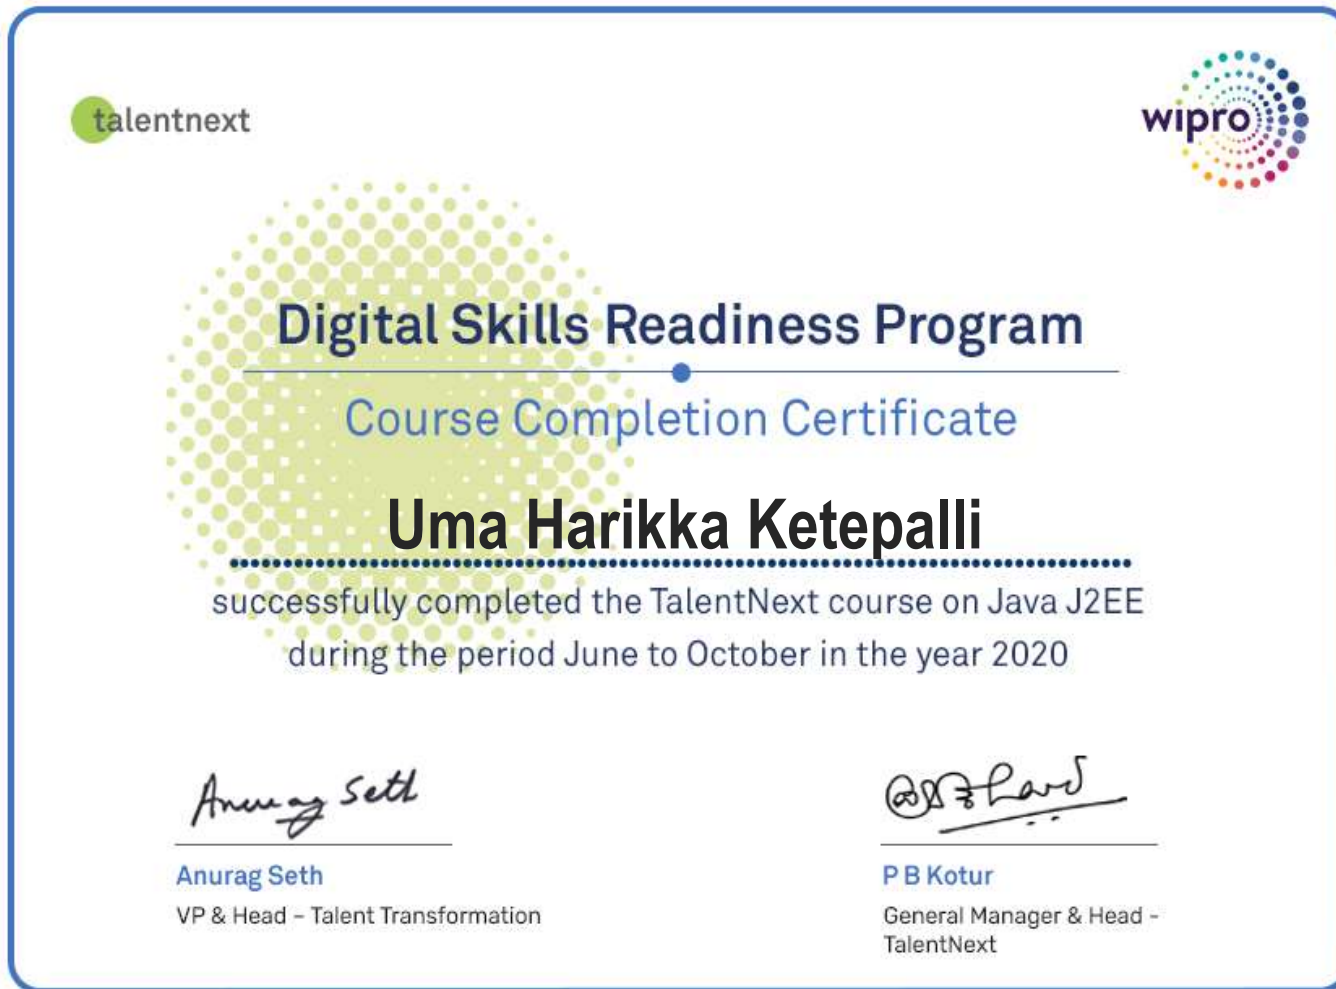 talentnext
wipro
Digital Skills Readiness Program
Course Completion Certificate
Uma Harikka Ketepalli
successfully completed the TalentNext course on Java J2EE
during the period June to October in the year 2020
Anurag Seth
Anurag Seth
VP & Head – Talent Transformation
P B Kotur
General Manager & Head -
TalentNext